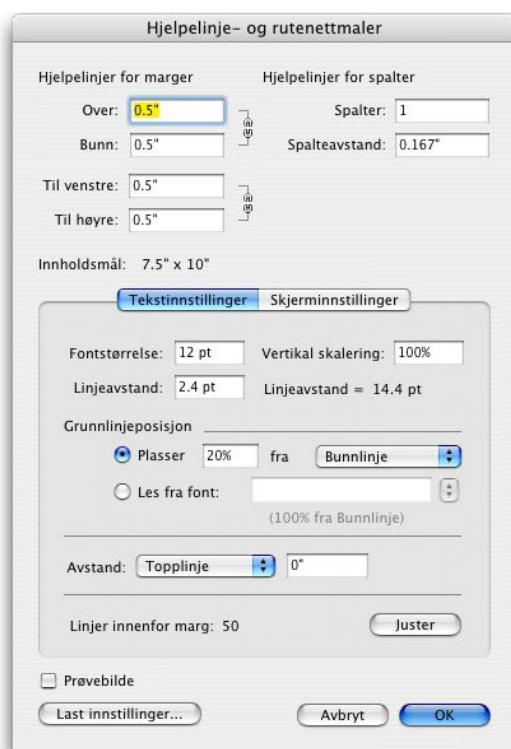 Hjelpelinje- og rutenettmaler
Hjelpelinjer for marger
Over: 0.5"
Bunn: 0.5"
Til venstre: 0.5"
Til høyre: 0.5"
Hjelpelinjer for spalter
Spalter: 1
Spalteavstand: 0.167"
Innholdsmål: 7.5" x 10"
Tekstinnstillinger Skjerminnstillinger
Fontstørrelse: 12 pt Vertikal skalering: 100%
Linjeavstand: 2.4 pt Linjeavstand = 14.4 pt
Grunnlinjeposisjon
Plasser 20% fra Bunnlinje
Les fra font:
(100% fra Bunnlinje)
Avstand: Topplinje 0"
Linjer innenfor marg: 50 Juster
Prøvebilde
Last innstillinger... Avbryt OK